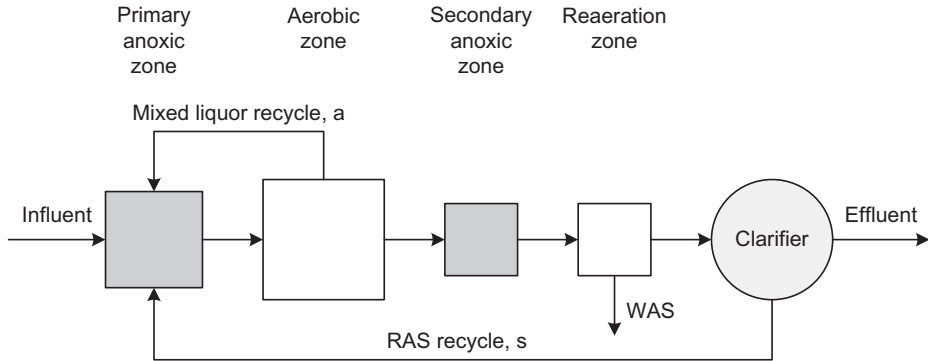 Primary
anoxic
zone
Aerobic
zone
Secondary
anoxic
zone
Reaeration
zone
Mixed liquor recycle, a
Influent
Clarifier
Effluent
WAS
RAS recycle, s